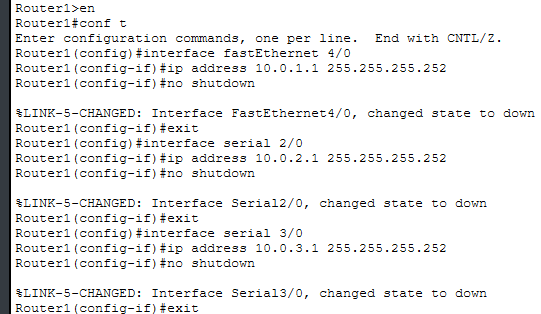 Router1>en
Router1#conf t
Enter configuration commands, one per line.  End with CNTL/Z.
Router1(config)#interface fastEthernet 4/0
Router1(config-if)#ip address 10.0.1.1 255.255.255.252
Router1(config-if)#no shutdown
%LINK-5-CHANGED: Interface FastEthernet4/0, changed state to down
Router1(config-if)#exit
Router1(config)#interface serial 2/0
Router1(config-if)#ip address 10.0.2.1 255.255.255.252
Router1(config-if)#no shutdown
%LINK-5-CHANGED: Interface Serial2/0, changed state to down
Router1(config-if)#exit
Router1(config)#interface serial 3/0
Router1(config-if)#ip address 10.0.3.1 255.255.255.252
Router1(config-if)#no shutdown
%LINK-5-CHANGED: Interface Serial3/0, changed state to down
Router1(config-if)#exit